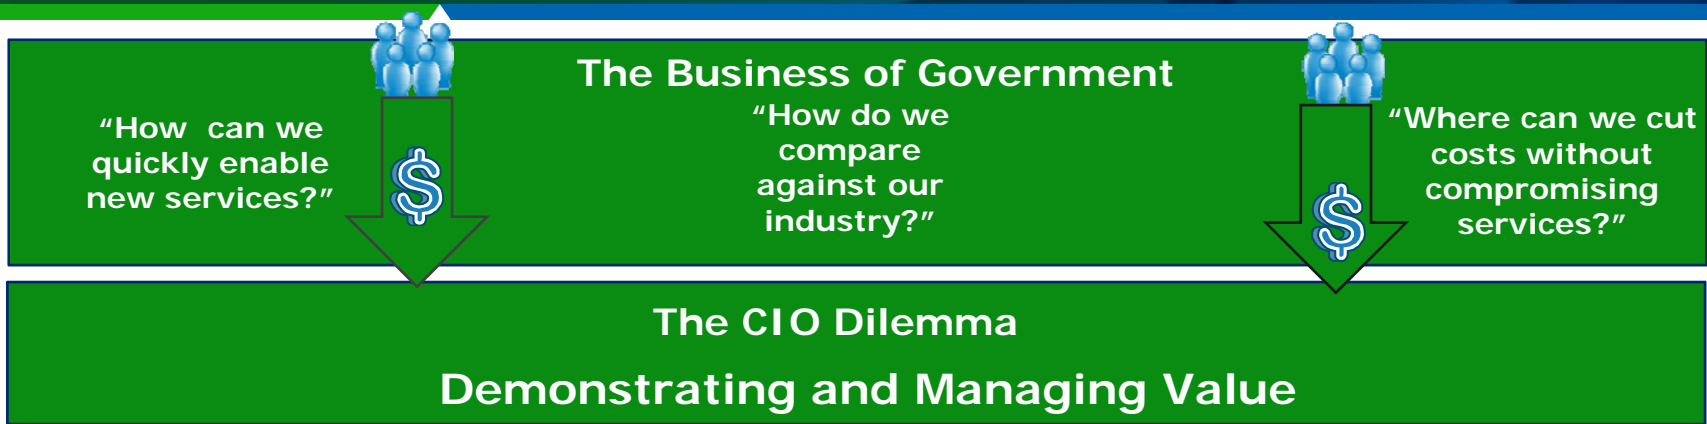 The Business of Government
“How can we
quickly enable
new services?”
$
“How do we
compare
against our
industry?”
$
“Where can we cut
costs without
compromising
services?”
The CIO Dilemma
Demonstrating and Managing Value